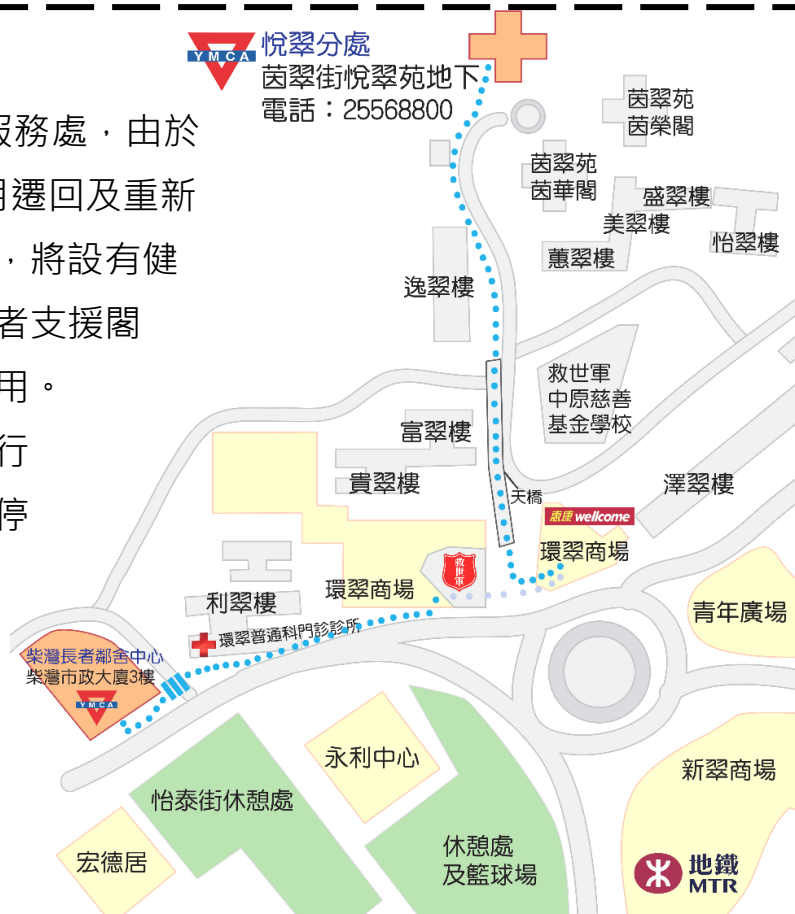 YMCA
悅翠分處
茵翠街悅翠苑地下
電話：25568800
服務處，由於
遷回及重新
，將設有健
者支援閣
用。
行
停
茵翠苑
茵榮閣
茵翠苑
茵華閣
盛翠樓
美翠樓
怡翠樓
蕙翠樓
逸翠樓
救世軍
中原慈善
基金學校
富翠樓
貴翠樓
天橋
澤翠樓
惠康 wellcome
環翠商場
救世軍
環翠商場
利翠樓
環翠普通科門診診所
青年廣場
柴灣長者鄰舍中心
柴灣市政大廈3樓
YMCA
永利中心
新翠商場
怡泰街休憩處
宏德居
休憩處
及籃球場
地鐵
MTR